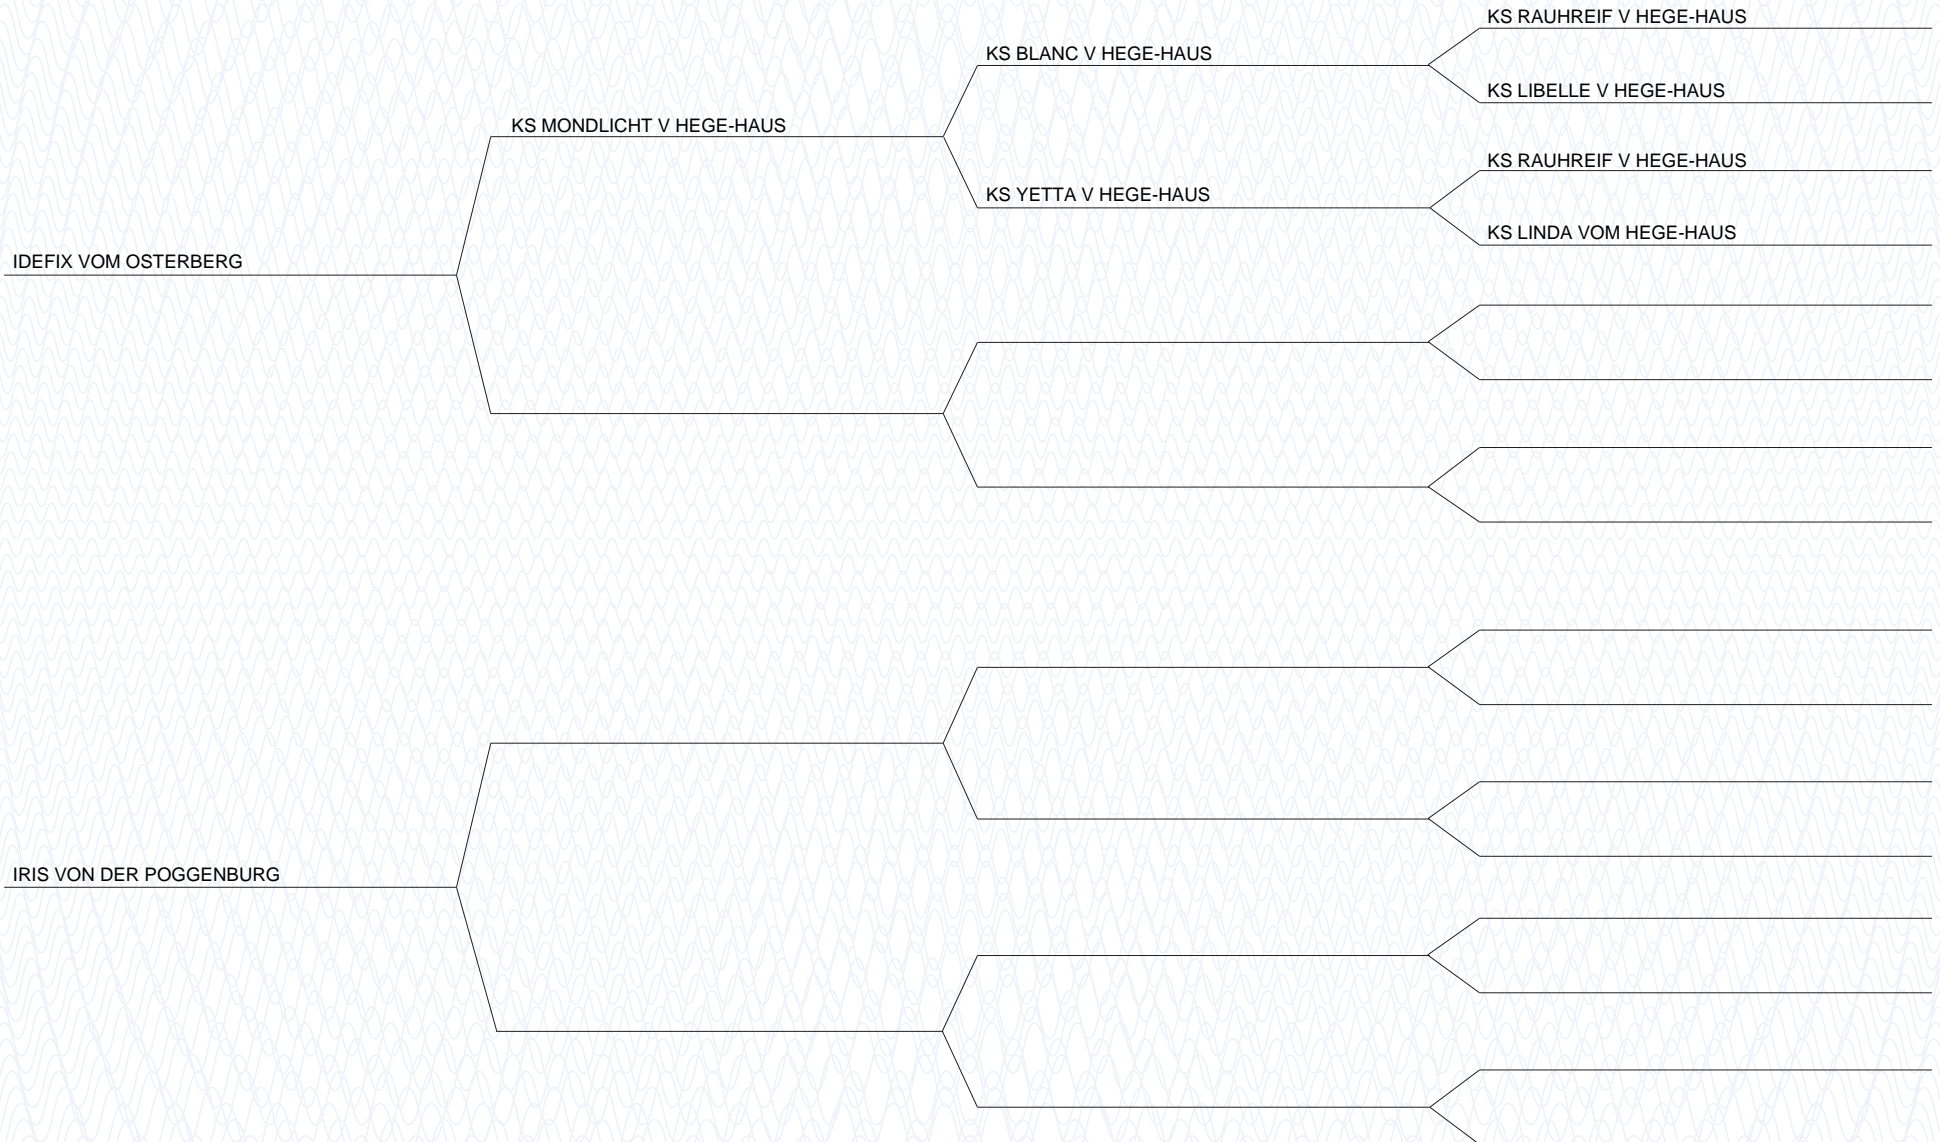 KS RAUHREIF V HEGE-HAUS
KS BLANC V HEGE-HAUS
KS LIBELLE V HEGE-HAUS
KS MONDLICHT V HEGE-HAUS
KS RAUHREIF V HEGE-HAUS
KS YETTA V HEGE-HAUS
KS LINDA VOM HEGE-HAUS
IDEFIX VOM OSTERBERG
IRIS VON DER POGGENBURG